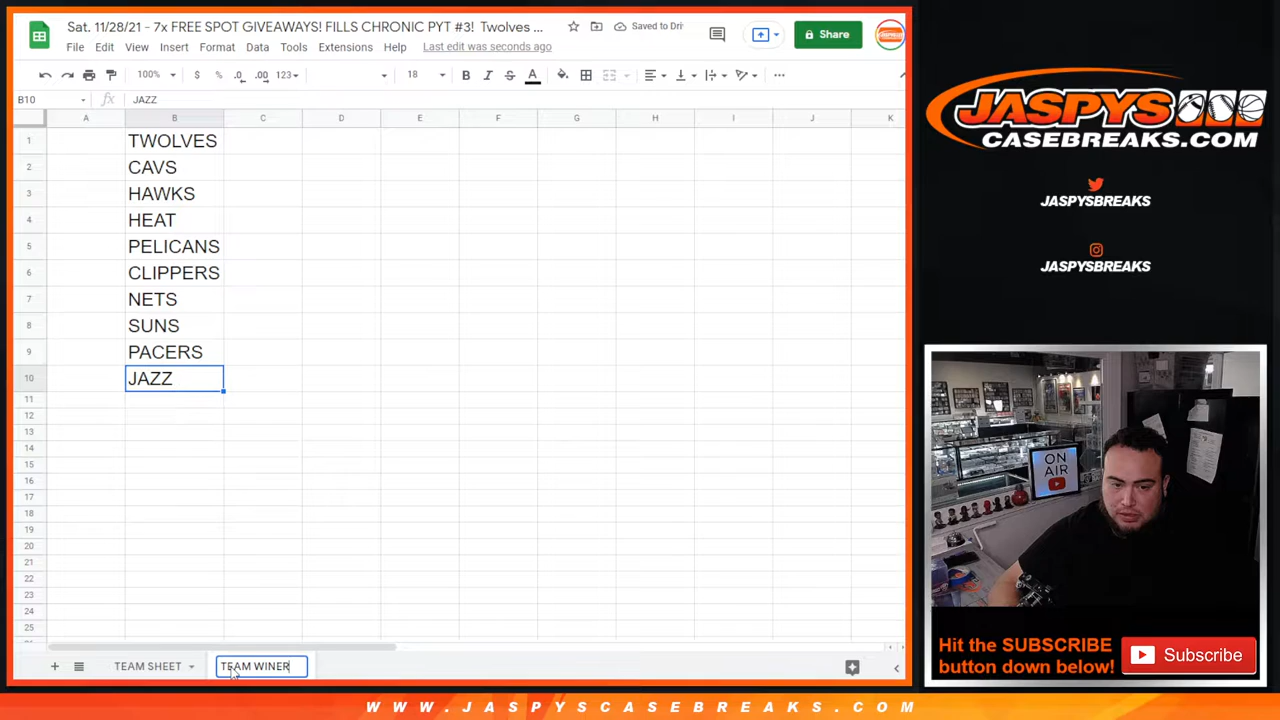 Sat. 11/28/21 - 7x FREE SPOT GIVEAWAYS! FILLS CHRONIC PYT #3! Twolves ...
Saved to Dri
File Edit View Insert Format Data Tools Extensions Help Last edit was seconds ago
Share
100% $ % .0 .00 123 18 B I S A
B10 fx JAZZ
A B C D E F G H I J K
1 TWOLVES
2 CAVS
3 HAWKS
4 HEAT
5 PELICANS
6 CLIPPERS
7 NETS
8 SUNS
9 PACERS
10 JAZZ
11
12
13
14
15
16
17
18
19
20
21
22
23
24
25
TEAM SHEET
TEAM WINER
JASPYS
CASEBREAKS.COM
JASPYSBREAKS
JASPYSBREAKS
ON
AIR
Hit the SUBSCRIBE
button down below!
Subscribe
WWW.JASPYSCASEBREAKS.COM